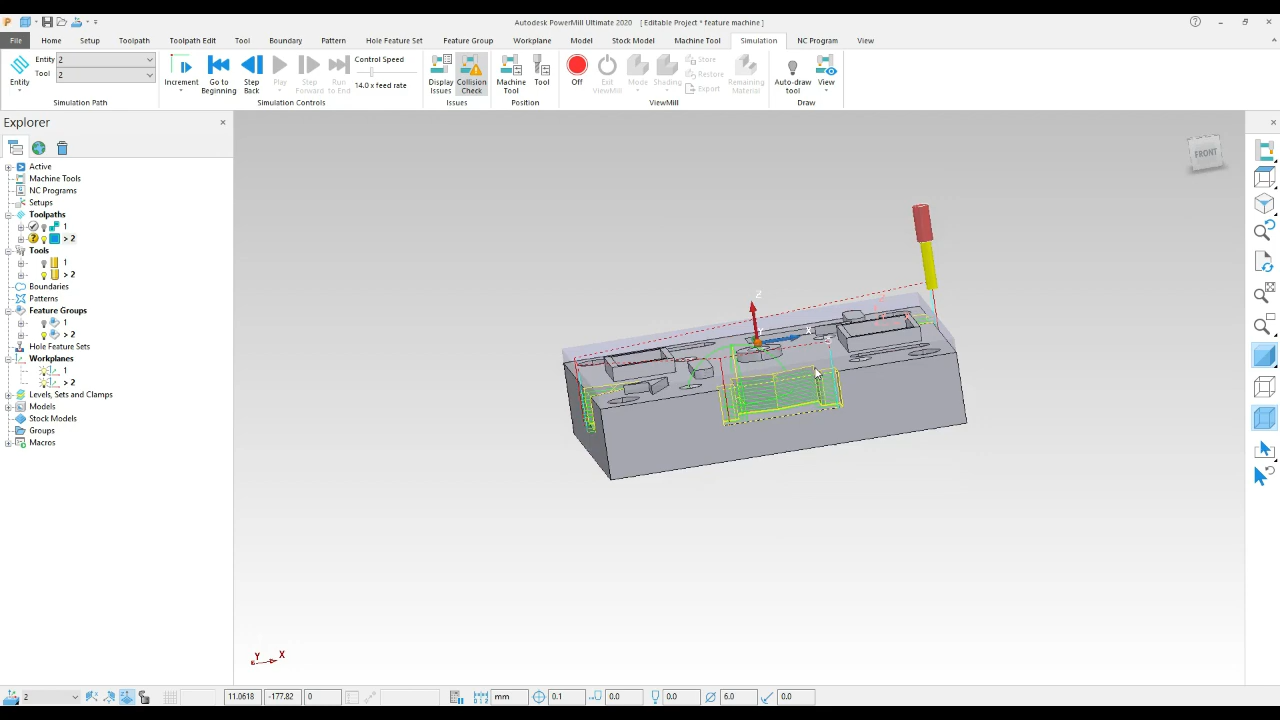 Autodesk PowerMill Ultimate 2020 [ Editable Project * feature machine ]
File Home Setup Toolpath Toolpath Edit Tool Boundary Pattern Hole Feature Set Feature Group Workplane Model Stock Model Machine Tool Simulation NC Program View
Entity
Entity 2
Tool 2
Simulation Path
Increment
Go to Beginning
Step Back
Play
Step Forward
Run to End
Control Speed
14.0 x feed rate
Simulation Controls
Display Issues
Collision Check
Issues
Machine Tool
Tool
Position
Off
Exit ViewMill
Mode
Shading
Store
Restore
Export
Remaining Material
ViewMill
Auto-draw tool
View
Draw
Explorer
Active
Machine Tools
NC Programs
Setups
Toolpaths
1
> 2
Tools
1
> 2
Boundaries
Patterns
Feature Groups
1
> 2
Workplanes
1
> 2
Hole Feature Sets
Levels, Sets and Clamps
Models
Stock Models
Groups
Macros
FRONT
Z
X
Y X
2 11.0618 -177.82 0 mm 0.1 0.0 0.0 6.0 0.0